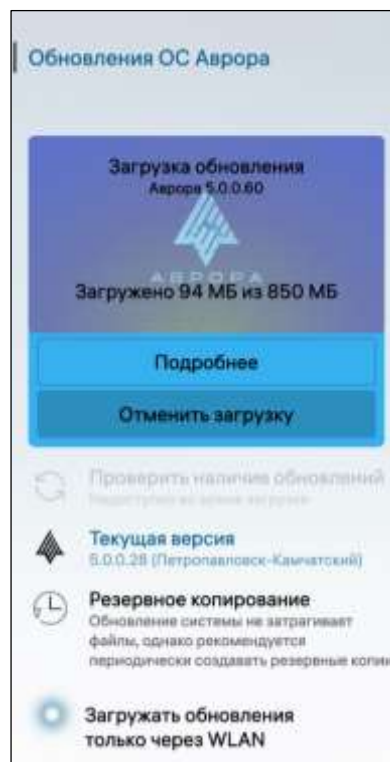 Обновления ОС Аврора
Загрузка обновления
Аврора 5.0.0.60
АВРОРА
Загружено 94 МБ из 850 МБ
Подробнее
Отменить загрузку
Проверить наличие обновлений
Недоступно во время загрузки
Текущая версия
5.0.0.28 (Петропавловск-Камчатский)
Резервное копирование
Обновление системы не затрагивает
файлы, однако рекомендуется
периодически создавать резервные копии
Загружать обновления
только через WLAN